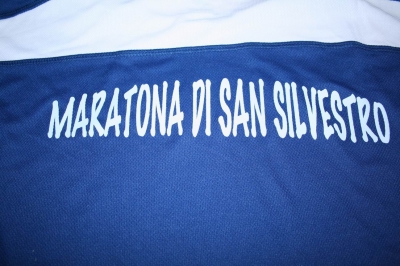 MARATONA DI SAN SILVESTRO